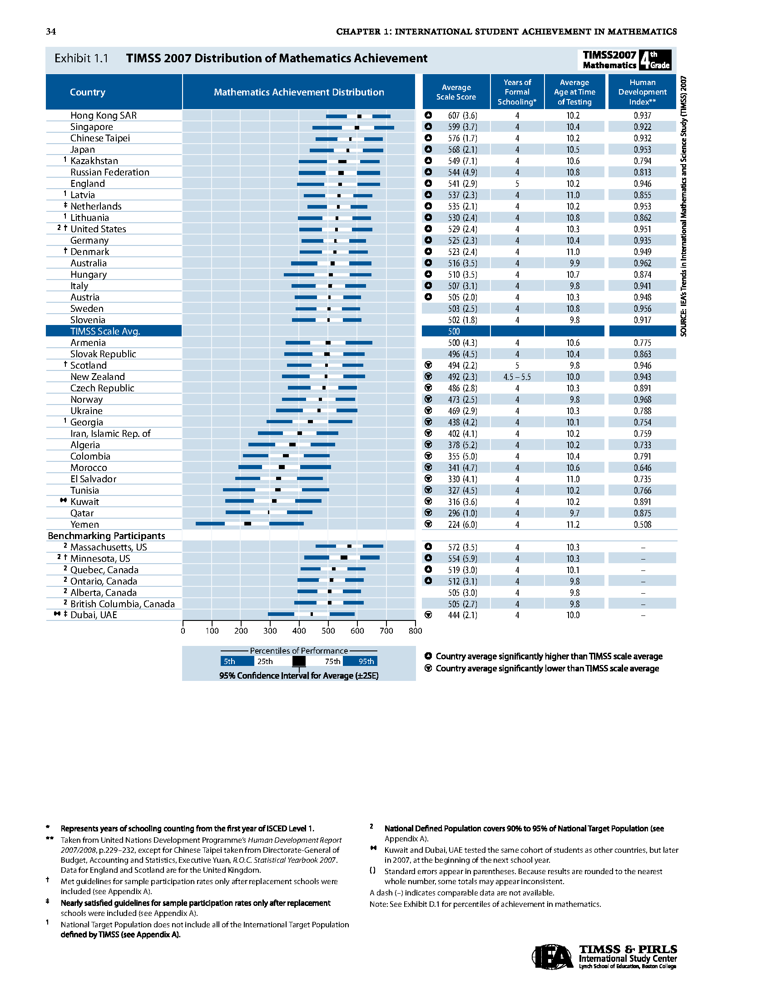 34
CHAPTER 1: INTERNATIONAL STUDENT ACHIEVEMENT IN MATHEMATICS
Exhibit 1.1 TIMSS 2007 Distribution of Mathematics Achievement
TIMSS2007
Mathematics
4th
Grade
Country
Mathematics Achievement Distribution
Average
Scale Score
Years of
Formal
Schooling*
Average
Age at Time
of Testing
Human
Development
Index**
Hong Kong SAR 607 (3.6) 4 10.2 0.937
Singapore 599 (3.7) 4 10.4 0.922
Chinese Taipei 576 (1.7) 4 10.2 0.932
Japan 568 (2.1) 4 10.5 0.953
1 Kazakhstan 549 (7.1) 4 10.6 0.794
Russian Federation 544 (4.9) 4 10.8 0.813
England 541 (2.9) 5 10.2 0.946
1 Latvia 537 (2.3) 4 11.0 0.855
‡ Netherlands 535 (2.1) 4 10.2 0.953
1 Lithuania 530 (2.4) 4 10.8 0.862
2 † United States 529 (2.4) 4 10.3 0.951
Germany 525 (2.3) 4 10.4 0.935
† Denmark 523 (2.4) 4 11.0 0.949
Australia 516 (3.5) 4 9.9 0.962
Hungary 510 (3.5) 4 10.7 0.874
Italy 507 (3.1) 4 9.8 0.941
Austria 505 (2.0) 4 10.3 0.948
Sweden 503 (2.5) 4 10.8 0.956
Slovenia 502 (1.8) 4 9.8 0.917
TIMSS Scale Avg. 500
Armenia 500 (4.3) 4 10.6 0.775
Slovak Republic 496 (4.5) 4 10.4 0.863
† Scotland 494 (2.2) 5 9.8 0.946
New Zealand 492 (2.3) 4.5 – 5.5 10.0 0.943
Czech Republic 486 (2.8) 4 10.3 0.891
Norway 473 (2.5) 4 9.8 0.968
Ukraine 469 (2.9) 4 10.3 0.788
1 Georgia 438 (4.2) 4 10.1 0.754
Iran, Islamic Rep. of 402 (4.1) 4 10.2 0.759
Algeria 378 (5.2) 4 10.2 0.733
Colombia 355 (5.0) 4 10.4 0.791
Morocco 341 (4.7) 4 10.6 0.646
El Salvador 330 (4.1) 4 11.0 0.735
Tunisia 327 (4.5) 4 10.2 0.766
Kuwait 316 (3.6) 4 10.2 0.891
Qatar 296 (1.0) 4 9.7 0.875
Yemen 224 (6.0) 4 11.2 0.508
Benchmarking Participants
2 Massachusetts, US 572 (3.5) 4 10.3 –
2 † Minnesota, US 554 (5.9) 4 10.3 –
2 Quebec, Canada 519 (3.0) 4 10.1 –
2 Ontario, Canada 512 (3.1) 4 9.8 –
2 Alberta, Canada 505 (3.0) 4 9.8 –
2 British Columbia, Canada 505 (2.7) 4 9.8 –
‡ Dubai, UAE 444 (2.1) 4 10.0 –
0 100 200 300 400 500 600 700 800
SOURCE: IEA's Trends in International Mathematics and Science Study (TIMSS) 2007
Percentiles of Performance
5th 25th 75th 95th
95% Confidence Interval for Average (±2SE)
Country average significantly higher than TIMSS scale average
Country average significantly lower than TIMSS scale average
* Represents years of schooling counting from the first year of ISCED Level 1.
** Taken from United Nations Development Programme's Human Development Report
2007/2008, p.229–232, except for Chinese Taipei taken from Directorate-General of
Budget, Accounting and Statistics, Executive Yuan, R.O.C. Statistical Yearbook 2007.
Data for England and Scotland are for the United Kingdom.
† Met guidelines for sample participation rates only after replacement schools were
included (see Appendix A).
‡ Nearly satisfied guidelines for sample participation rates only after replacement
schools were included (see Appendix A).
1 National Target Population does not include all of the International Target Population
defined by TIMSS (see Appendix A).
2 National Defined Population covers 90% to 95% of National Target Population (see
Appendix A).
Kuwait and Dubai, UAE tested the same cohort of students as other countries, but later
in 2007, at the beginning of the next school year.
( ) Standard errors appear in parentheses. Because results are rounded to the nearest
whole number, some totals may appear inconsistent.
A dash (–) indicates comparable data are not available.
Note: See Exhibit D.1 for percentiles of achievement in mathematics.
IEA
TIMSS & PIRLS
International Study Center
Lynch School of Education, Boston College